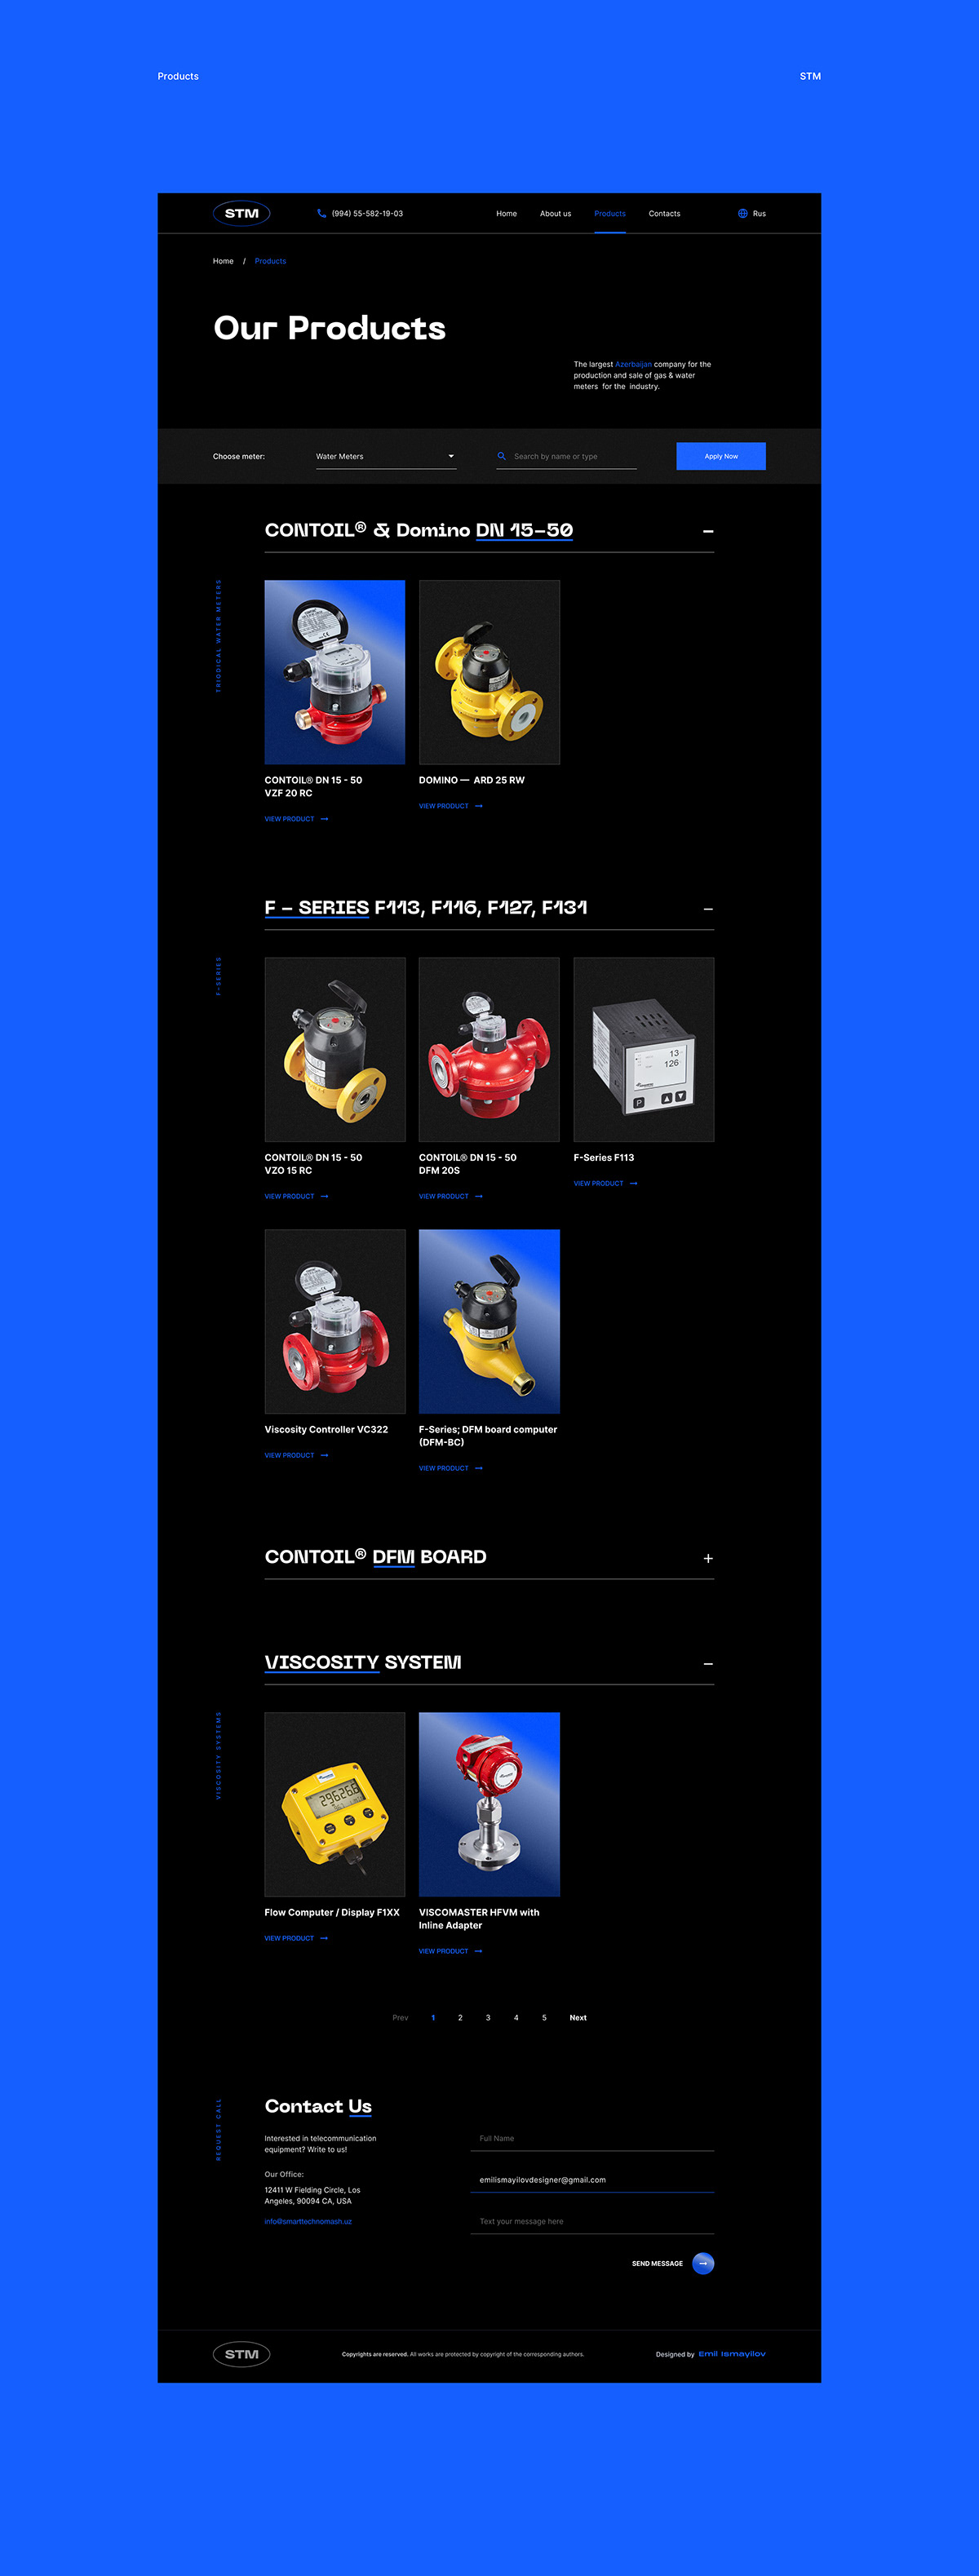 Products
STM
STM
(994) 55-582-19-03
Home
About us
Products
Contacts
Rus
Home / Products
Our Products
The largest Azerbaijan company for the
production and sale of gas & water
meters for the industry.
Choose meter:
Water Meters
Search by name or type
Apply Now
CONTOIL® & Domino DN 15-50
TRIODICAL WATER METERS
CONTOIL® DN 15 - 50
VZF 20 RC
VIEW PRODUCT
DOMINO — ARD 25 RW
VIEW PRODUCT
F - SERIES F113, F116, F127, F131
F-SERIES
13
126
P
CONTOIL® DN 15 - 50
VZO 15 RC
VIEW PRODUCT
CONTOIL® DN 15 - 50
DFM 20S
VIEW PRODUCT
F-Series F113
VIEW PRODUCT
Viscosity Controller VC322
VIEW PRODUCT
F-Series; DFM board computer
(DFM-BC)
VIEW PRODUCT
CONTOIL® DFM BOARD
VISCOSITY SYSTEM
VISCOSITY SYSTEMS
29626.6
Flow Computer / Display F1XX
VIEW PRODUCT
VISCOMASTER HFVM with
Inline Adapter
VIEW PRODUCT
Prev 1 2 3 4 5 Next
REQUEST CALL
Contact Us
Interested in telecommunication
equipment? Write to us!
Our Office:
12411 W Fielding Circle, Los
Angeles, 90094 CA, USA
info@smarttechnomash.uz
Full Name
emilismayilovdesigner@gmail.com
Text your message here
SEND MESSAGE
STM
Copyrights are reserved. All works are protected by copyright of the corresponding authors.
Designed by Emil Ismayilov